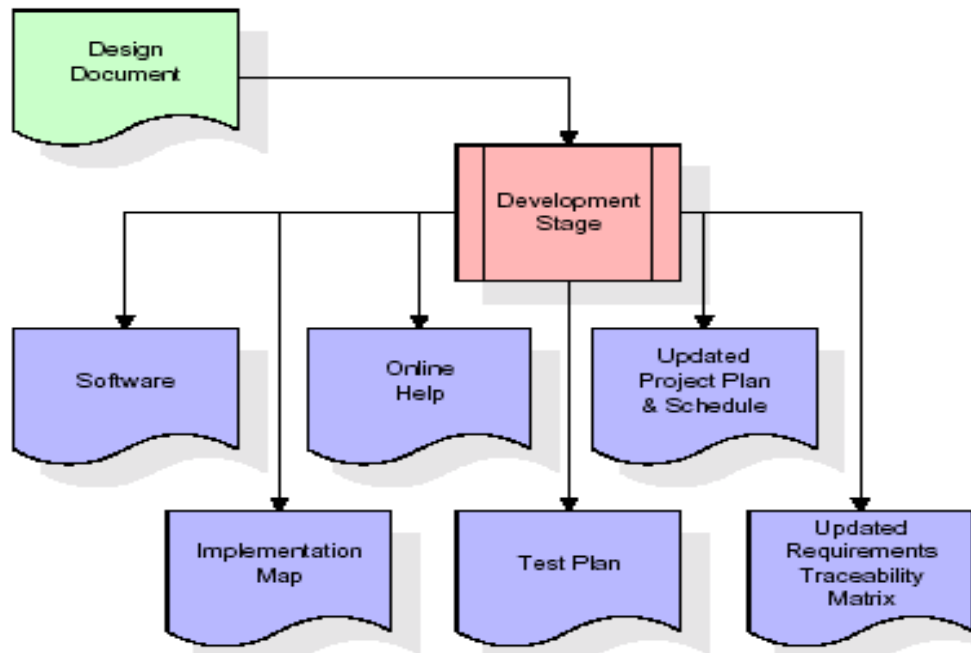 Design
Document
Development
Stage
Software
Online
Help
Updated
Project Plan
& Schedule
Implementation
Map
Test Plan
Updated
Requirements
Traceability
Matrix